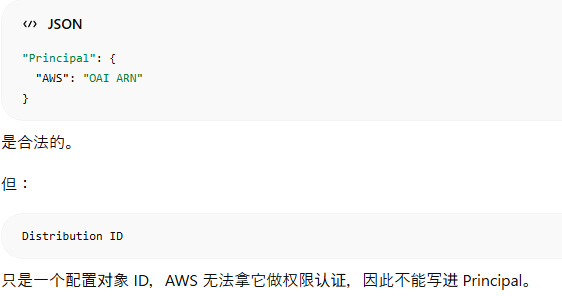 </> JSON
"Principal": {
  "AWS": "OAI ARN"
}
是合法的。
但：
Distribution ID
只是一个配置对象 ID，AWS 无法拿它做权限认证，因此不能写进 Principal。